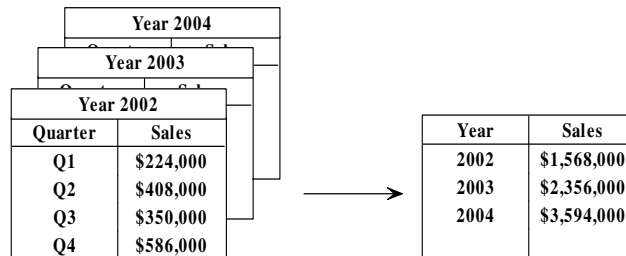 Year 2004
Year 2003
Year 2002
Quarter Sales
Q1 $224,000
Q2 $408,000
Q3 $350,000
Q4 $586,000
Year Sales
2002 $1,568,000
2003 $2,356,000
2004 $3,594,000